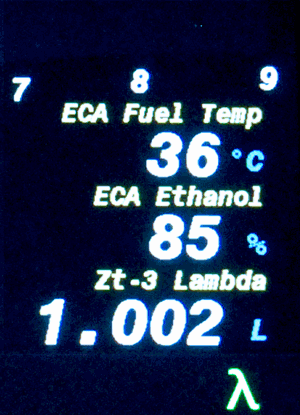 7 8 9
ECA Fuel Temp
36 °C
ECA Ethanol
85 %
Zt-3 Lambda
1.002 L
λ